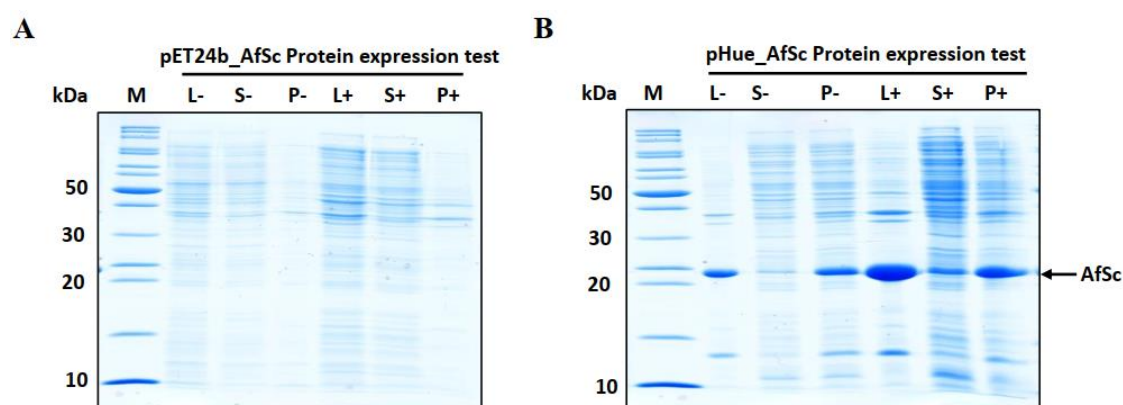 A
pET24b_AfSc Protein expression test
kDa M L- S- P- L+ S+ P+
50
30
20
10
B
pHue_AfSc Protein expression test
kDa M L- S- P- L+ S+ P+
50
30
20
10
AfSc